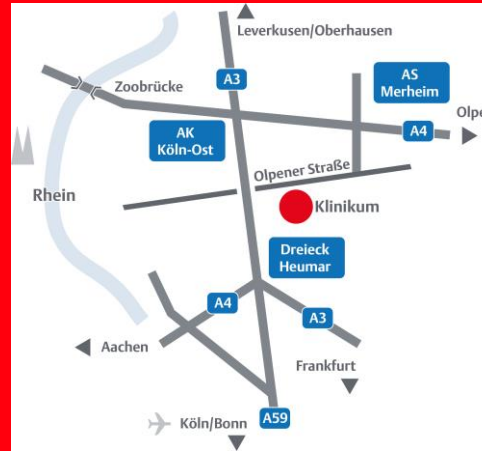 Leverkusen/Oberhausen
A3
AS
Merheim
Zoobrücke
Olpe
A4
AK
Köln-Ost
Olpener Straße
Rhein
Klinikum
Dreieck
Heumar
A4
A3
Aachen
Frankfurt
Köln/Bonn
A59